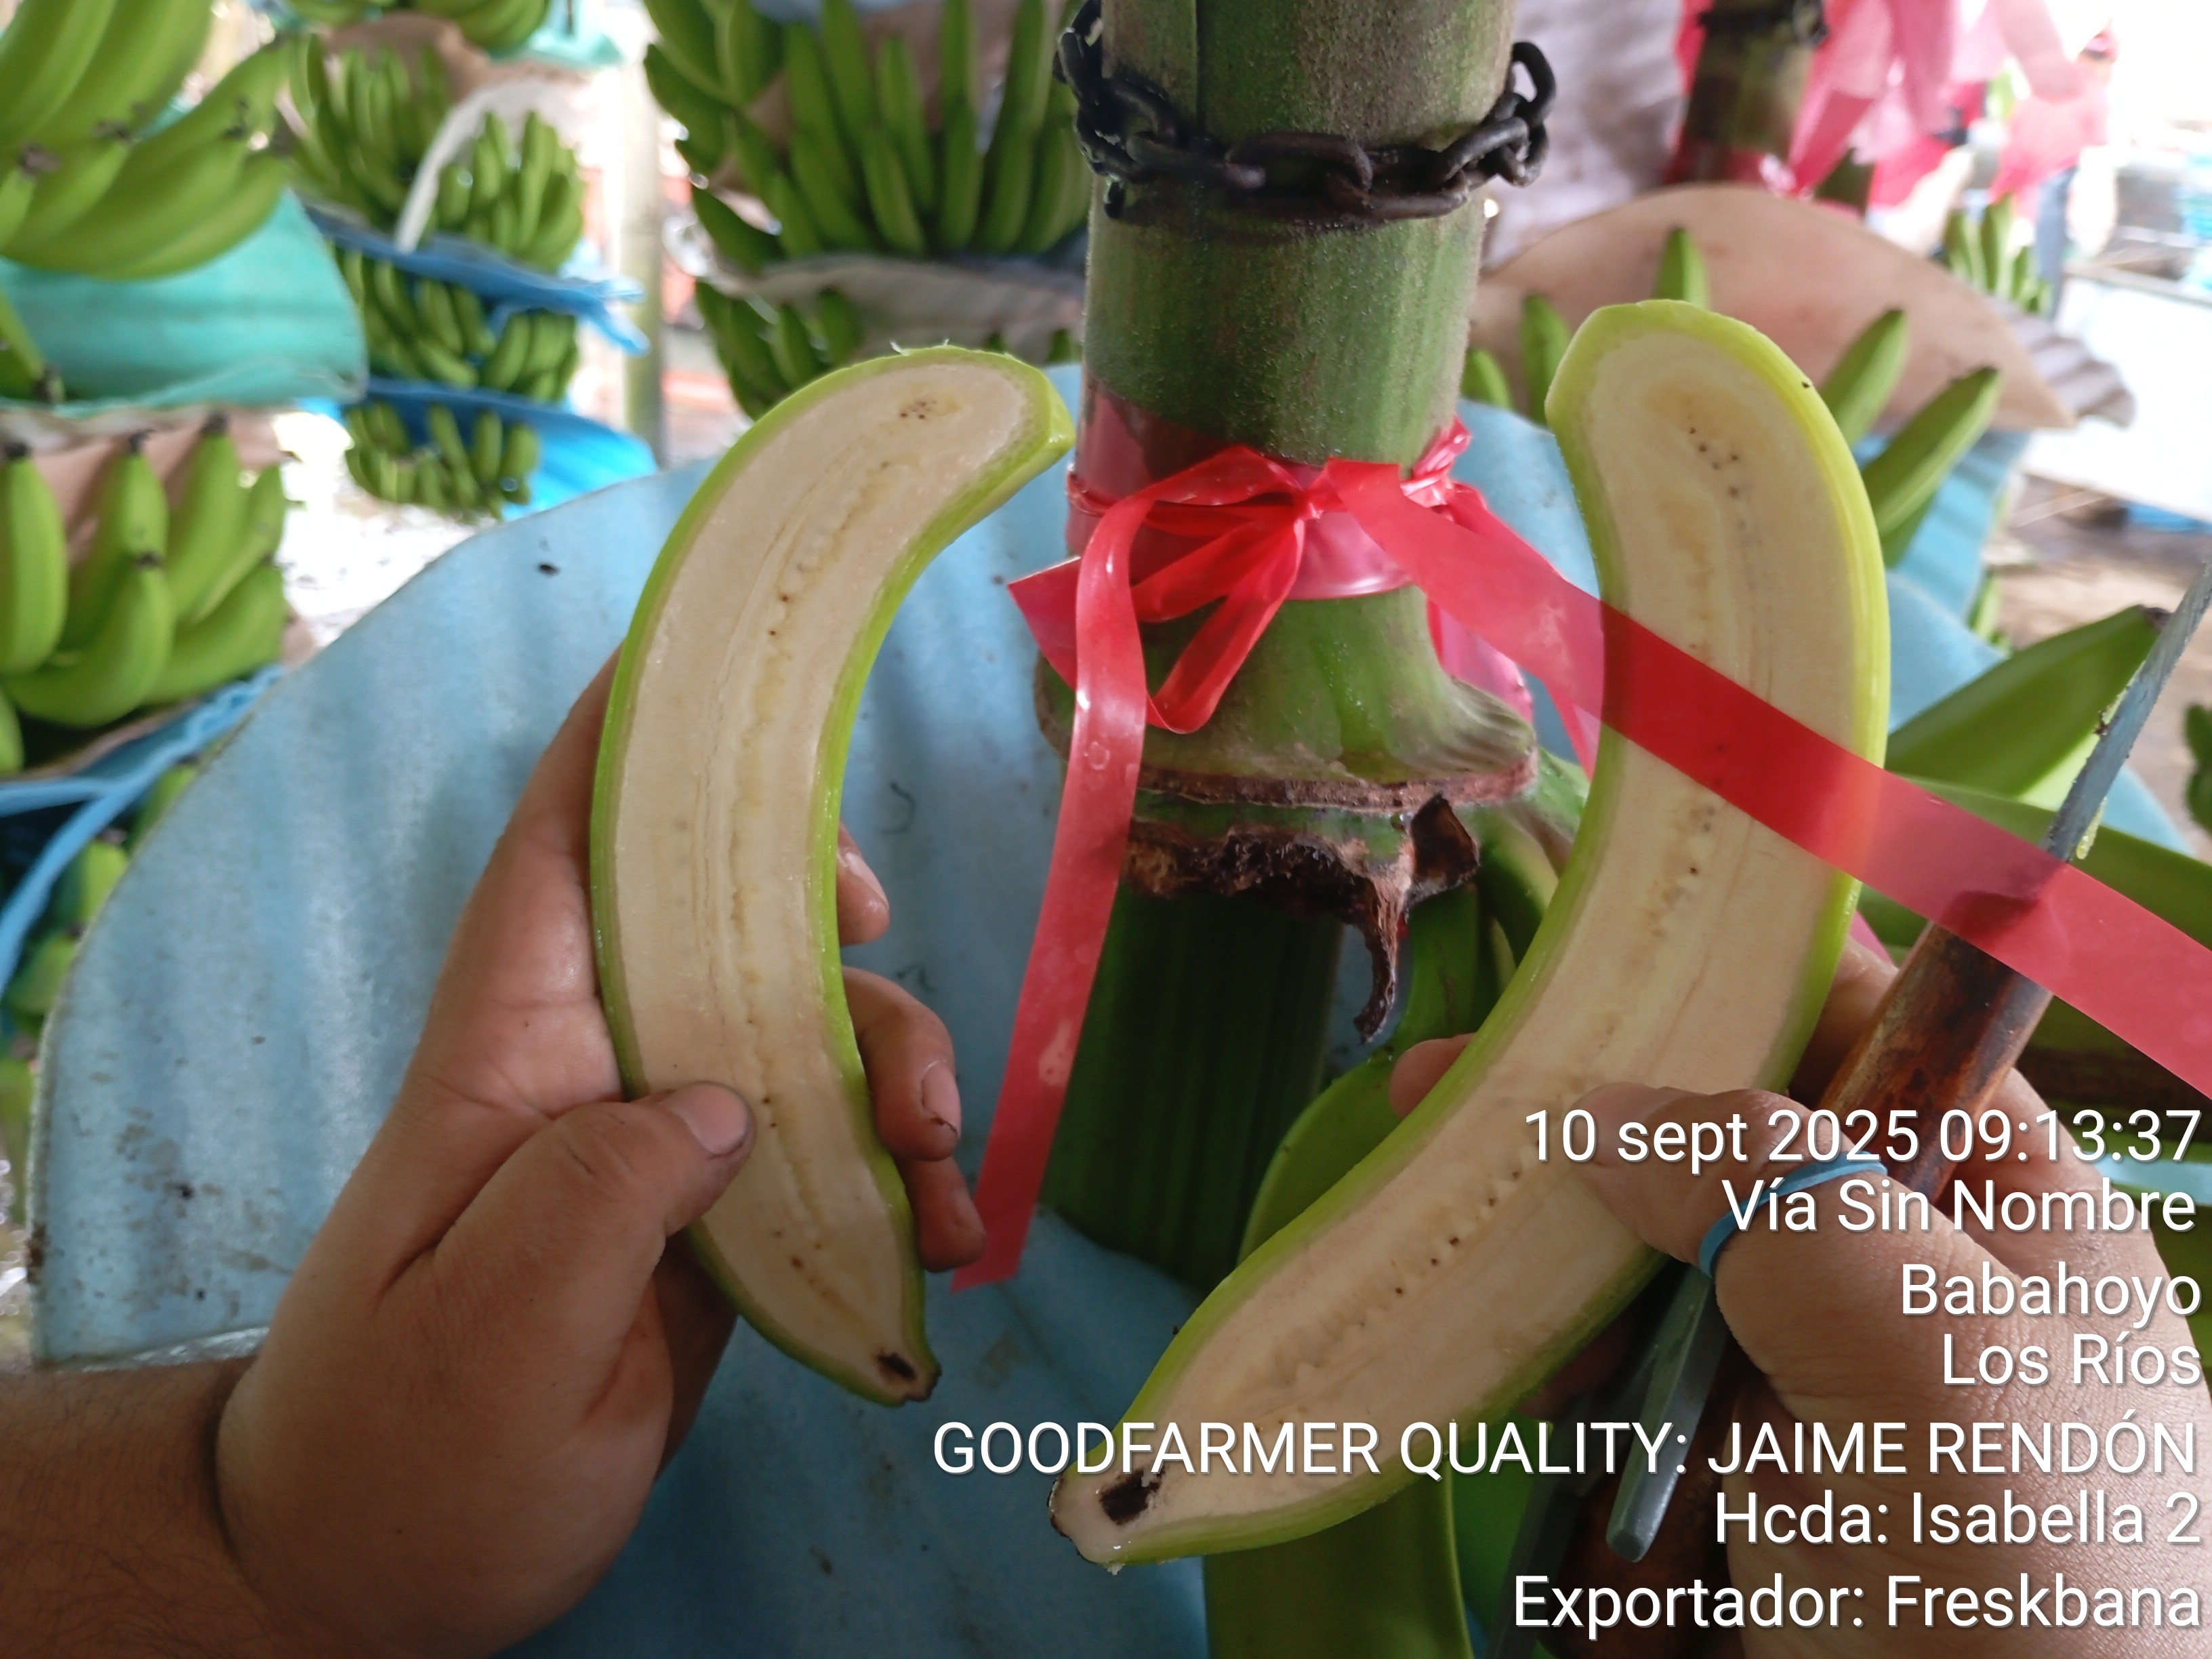 10 sept 2025 09:13:37
Vía Sin Nombre
Babahoyo
Los Ríos
GOODFARMER QUALITY: JAIME RENDÓN
Hcda: Isabella 2
Exportador: Freskbana